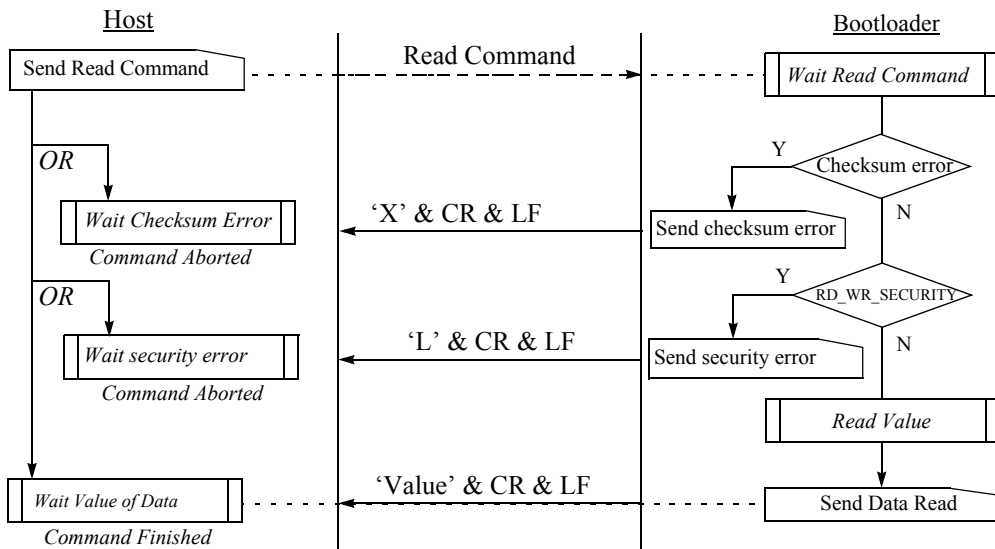 Host
Bootloader
Send Read Command
Read Command
Wait Read Command
OR
Y
Checksum error
Wait Checksum Error
‘X’ & CR & LF
Send checksum error
N
Command Aborted
OR
Y
RD_WR_SECURITY
Wait security error
‘L’ & CR & LF
Send security error
N
Command Aborted
Read Value
Wait Value of Data
‘Value’ & CR & LF
Send Data Read
Command Finished